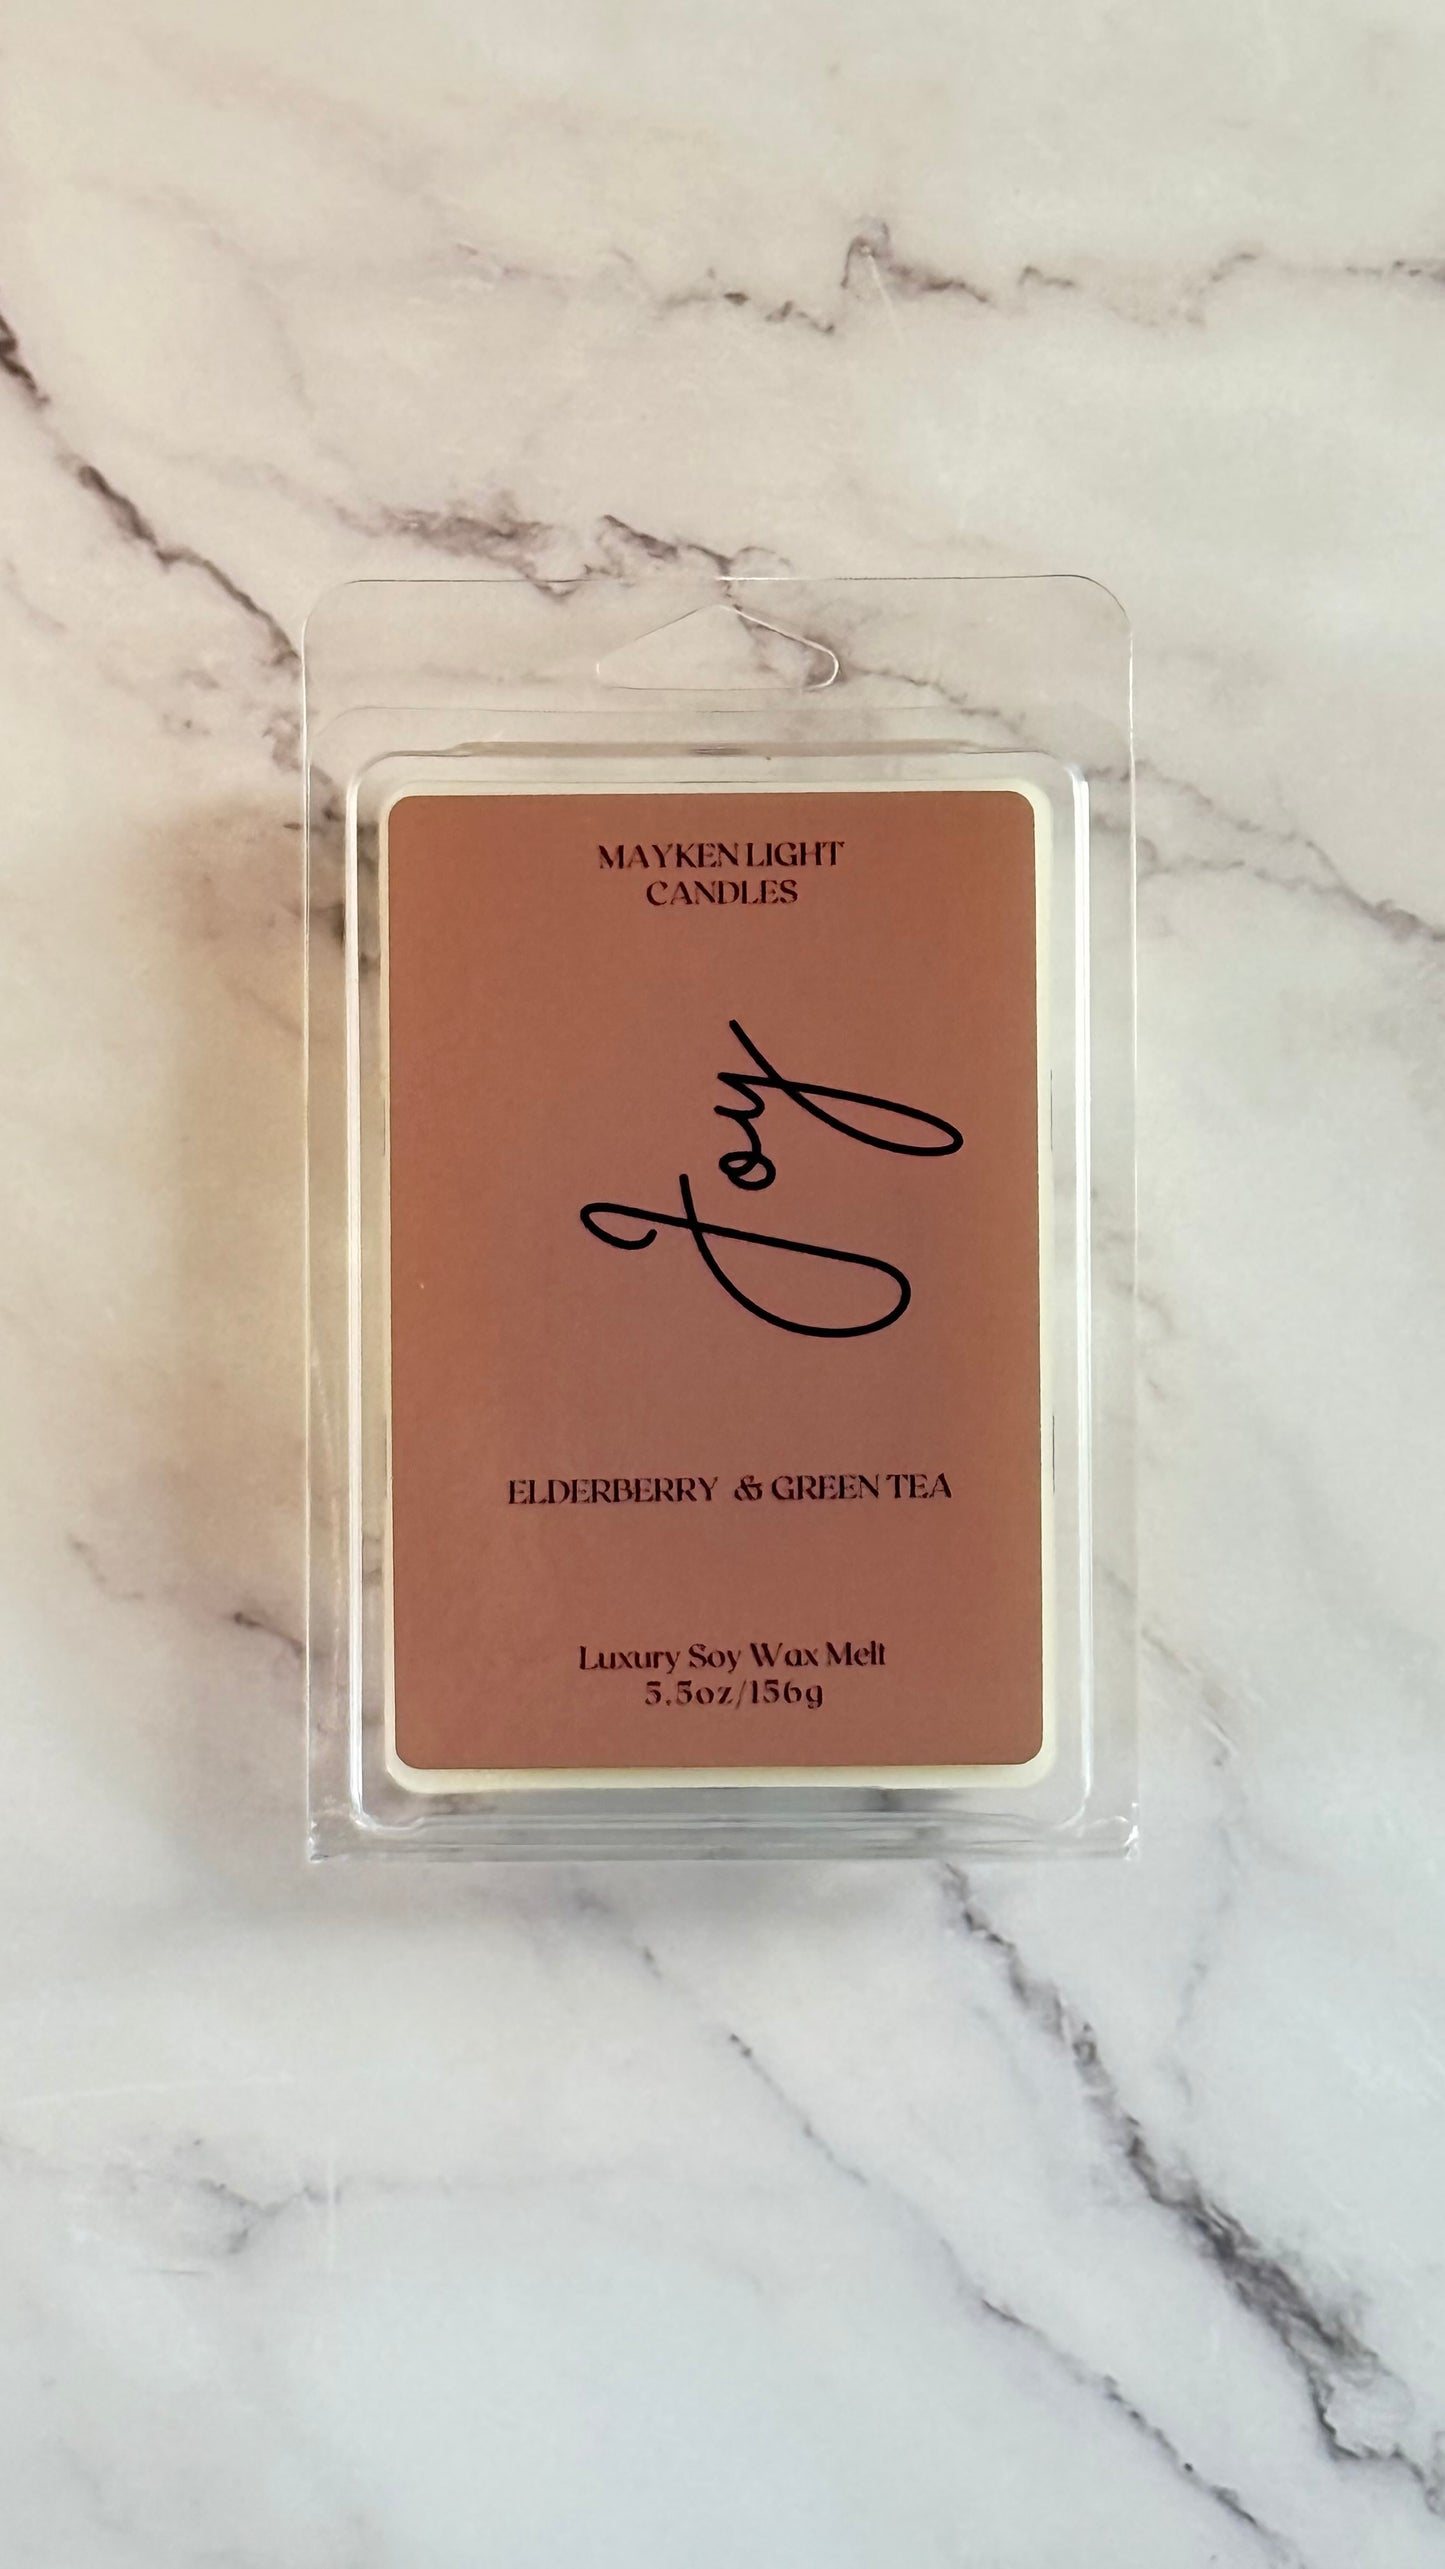 MAYKEN LIGHT
CANDLES
Joy
ELDERBERRY & GREEN TEA
Luxury Soy Wax Melt
5.5oz/156g